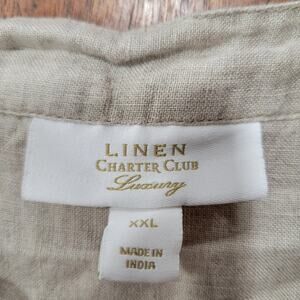 LINEN
CHARTER CLUB
Luxury
XXL
MADE IN
INDIA